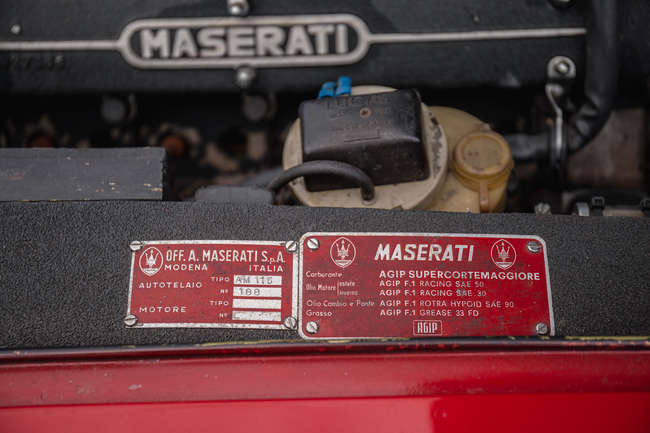 MASERATI
OFF. A. MASERATI S.p.A.
MODENA ITALIA
AUTOTELAIO TIPO AM 115
Nº 188
MOTORE TIPO
Nº
MASERATI
Carburante AGIP SUPERCORTEMAGGIORE
Olio Motore estate AGIP F.1 RACING SAE 50
inverno AGIP F.1 RACING SAE 30
Olio Cambio e Ponte AGIP F.1 ROTRA HYPOID SAE 90
Grasso AGIP F.1 GREASE 33 FD
AGIP